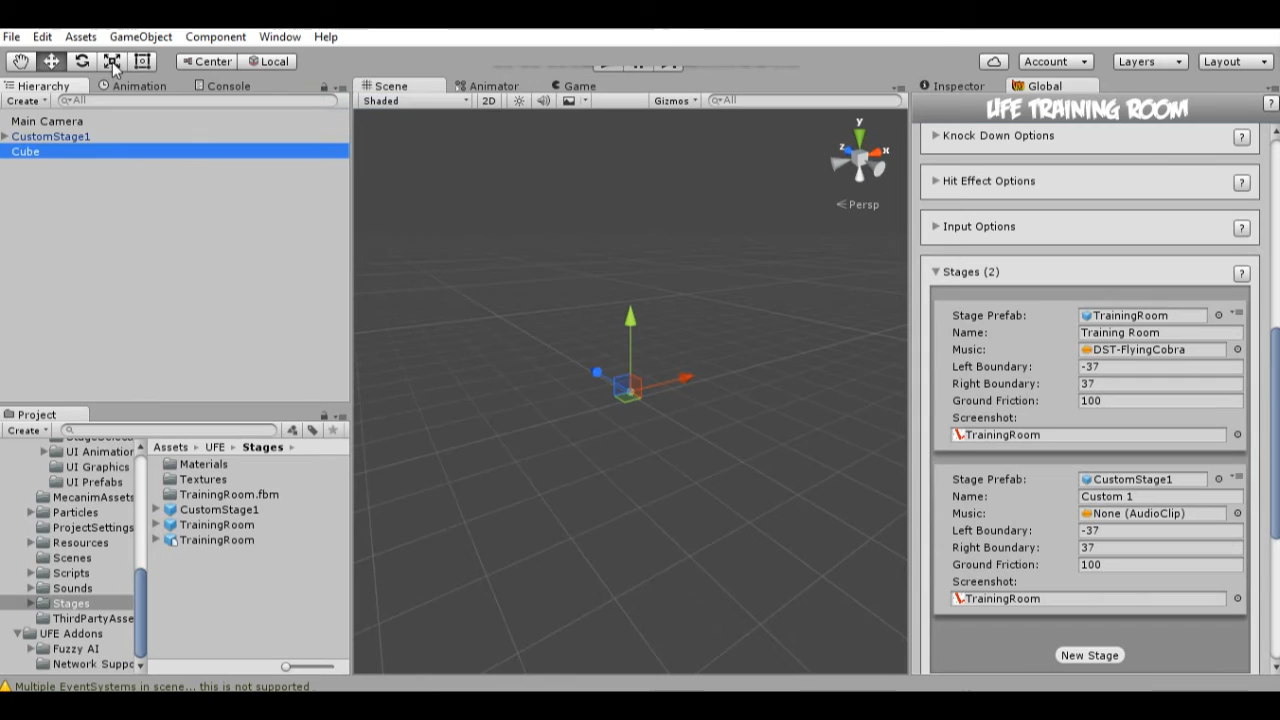 File Edit Assets GameObject Component Window Help
Center Local Account Layers Layout
Hierarchy Animation Console
Create All
Main Camera
CustomStage1
Cube
Scene Animator Game
Shaded 2D Gizmos All
y
z x
Persp
Inspector Global
UFE TRAINING ROOM ?
Knock Down Options ?
Hit Effect Options ?
Input Options ?
Stages (2) ?
Stage Prefab: TrainingRoom
Name: Training Room
Music: DST-FlyingCobra
Left Boundary: -37
Right Boundary: 37
Ground Friction: 100
Screenshot:
TrainingRoom
Stage Prefab: CustomStage1
Name: Custom 1
Music: None (AudioClip)
Left Boundary: -37
Right Boundary: 37
Ground Friction: 100
Screenshot:
TrainingRoom
New Stage
Project
Create
UI Animation
UI Graphics
UI Prefabs
MecanimAssets
Particles
ProjectSettings
Resources
Scenes
Scripts
Sounds
Stages
ThirdPartyAsse
UFE Addons
Fuzzy AI
Network Suppo
Assets UFE Stages
Materials
Textures
TrainingRoom.fbm
CustomStage1
TrainingRoom
TrainingRoom
Multiple EventSystems in scene... this is not supported